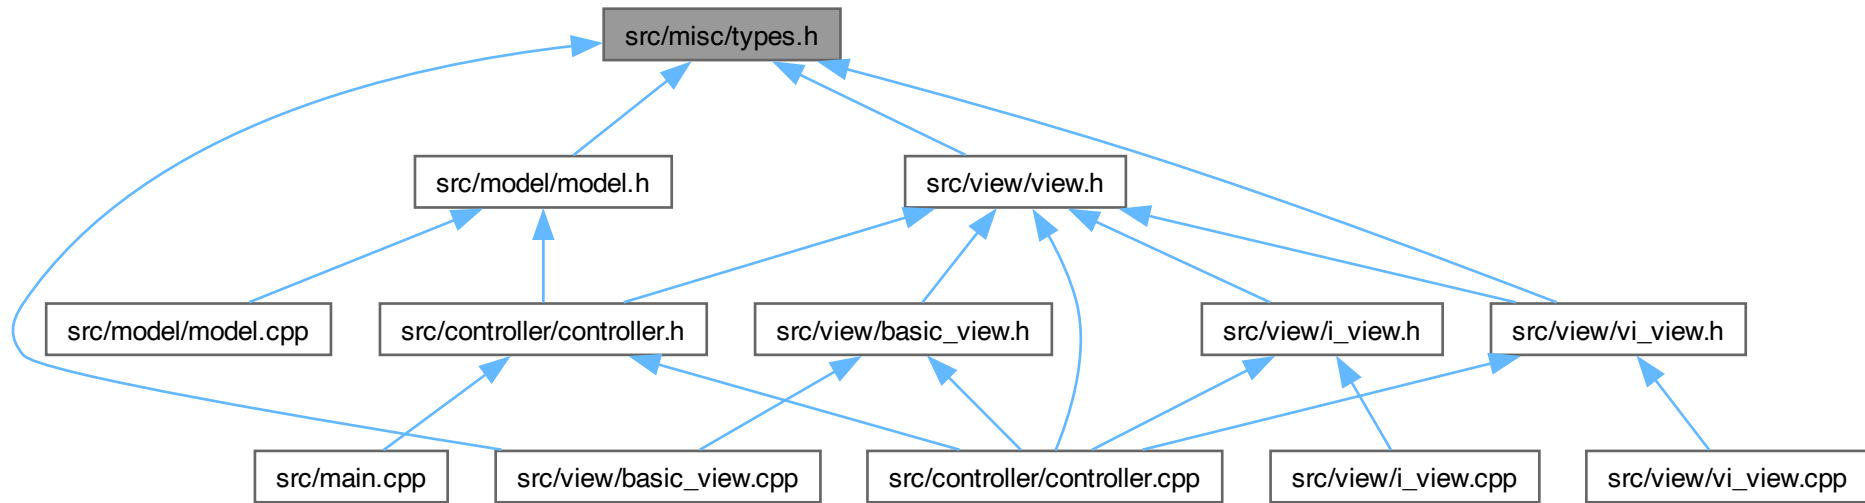 src/misc/types.h
src/model/model.h
src/view/view.h
src/model/model.cpp
src/controller/controller.h
src/view/basic_view.h
src/view/i_view.h
src/view/vi_view.h
src/main.cpp
src/view/basic_view.cpp
src/controller/controller.cpp
src/view/i_view.cpp
src/view/vi_view.cpp